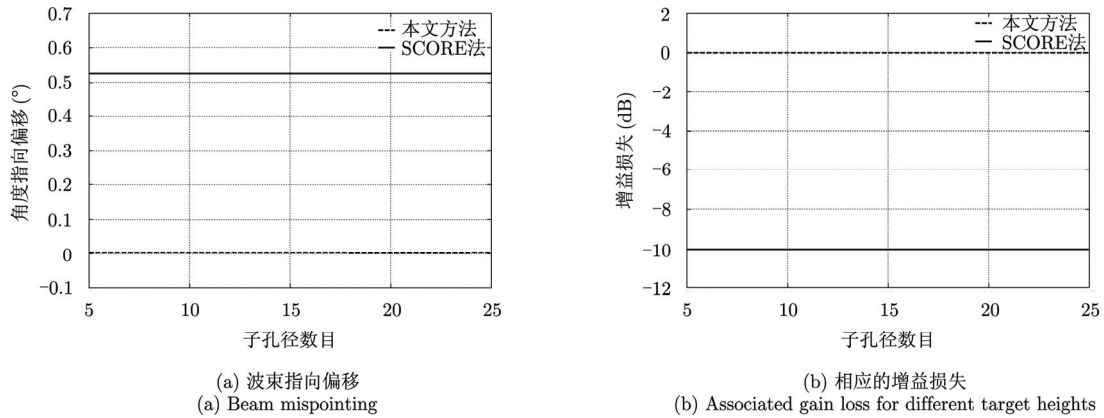 0.7
0.6
0.5
0.4
0.3
0.2
0.1
0
−0.1
角度指向偏移 (°)
本文方法
SCORE法
5
10
15
20
25
子孔径数目
(a) 波束指向偏移
(a) Beam mispointing
2
0
−2
−4
−6
−8
−10
−12
增益损失 (dB)
本文方法
SCORE法
5
10
15
20
25
子孔径数目
(b) 相应的增益损失
(b) Associated gain loss for different target heights